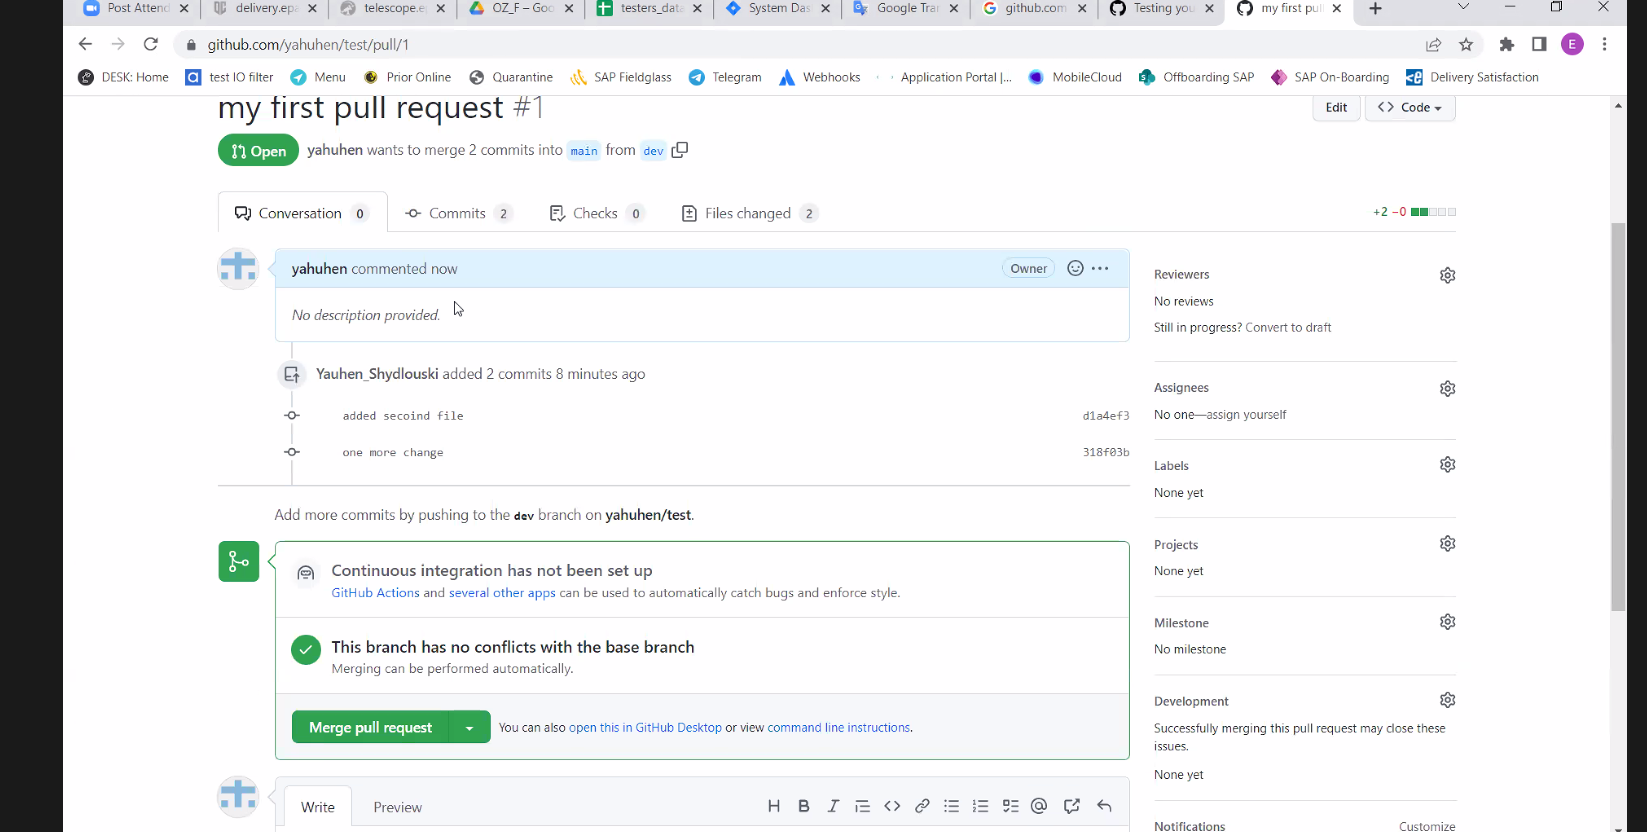 Post Attend
delivery.epa
telescope.e
OZ_F – Goo
testers_data
System Das
Google Tra
github.com
Testing you
my first pull
github.com/yahuhen/test/pull/1
E
DESK: Home
test IO filter
Menu
Prior Online
Quarantine
SAP Fieldglass
Telegram
Webhooks
Application Portal |...
MobileCloud
Offboarding SAP
SAP On-Boarding
Delivery Satisfaction
my first pull request #1
Edit
<> Code
Open
yahuhen wants to merge 2 commits into main from dev
Conversation 0
Commits 2
Checks 0
Files changed 2
+2 −0
yahuhen commented now
Owner
No description provided.
Yauhen_Shydlouski added 2 commits 8 minutes ago
added secoind file
d1a4ef3
one more change
318f03b
Add more commits by pushing to the dev branch on yahuhen/test.
Continuous integration has not been set up
GitHub Actions and several other apps can be used to automatically catch bugs and enforce style.
This branch has no conflicts with the base branch
Merging can be performed automatically.
Merge pull request
You can also open this in GitHub Desktop or view command line instructions.
Write
Preview
H B I
Reviewers
No reviews
Still in progress? Convert to draft
Assignees
No one—assign yourself
Labels
None yet
Projects
None yet
Milestone
No milestone
Development
Successfully merging this pull request may close these
issues.
None yet
Notifications
Customize